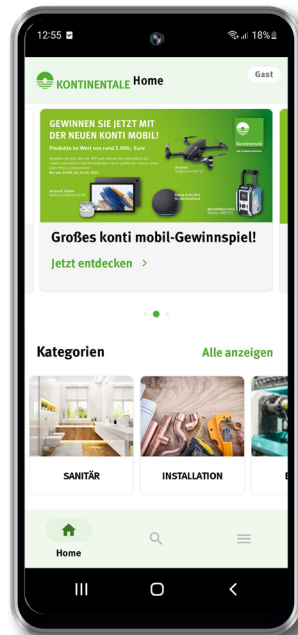 12:55
18%
KONTINENTALE Home
Gast
GEWINNEN SIE JETZT MIT
DER NEUEN KONTI MOBIL!
Produkte im Wert von rund 2.000,- Euro
Kontinentale
Großes konti mobil-Gewinnspiel!
Jetzt entdecken >
Kategorien
Alle anzeigen
SANITÄR
INSTALLATION
Home